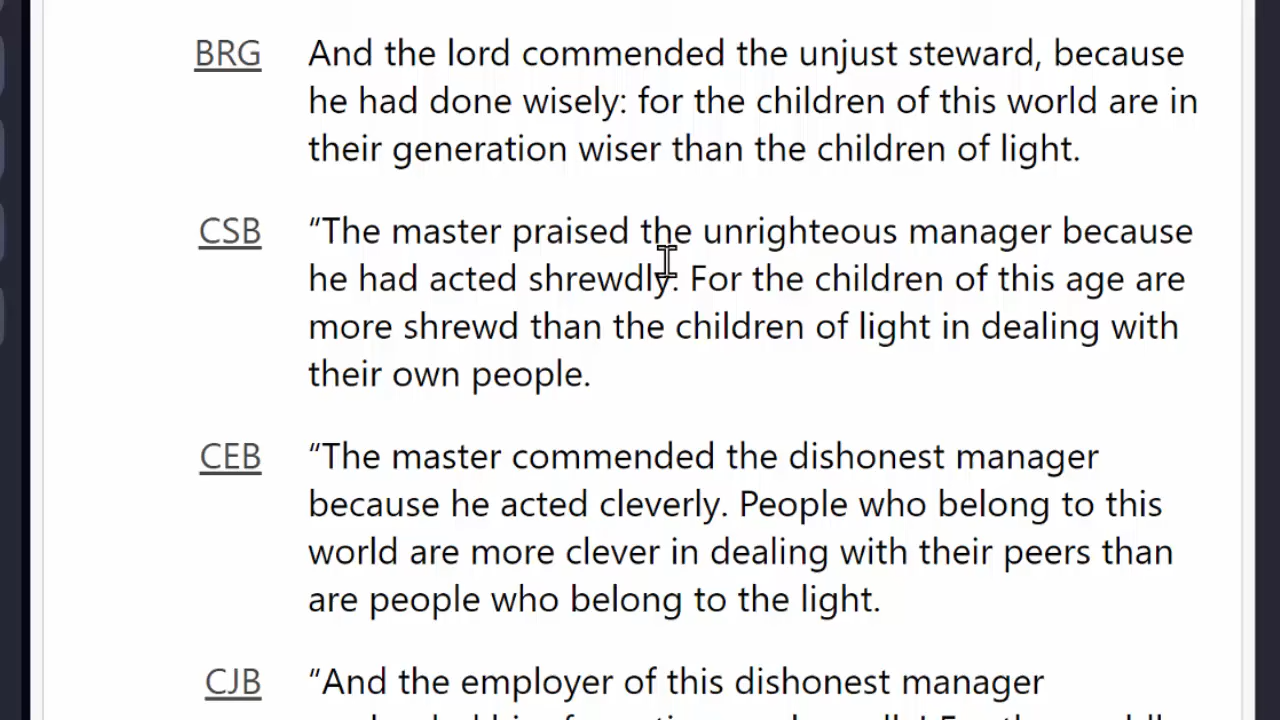 BRG And the lord commended the unjust steward, because
he had done wisely: for the children of this world are in
their generation wiser than the children of light.
CSB “The master praised the unrighteous manager because
he had acted shrewdly. For the children of this age are
more shrewd than the children of light in dealing with
their own people.
CEB “The master commended the dishonest manager
because he acted cleverly. People who belong to this
world are more clever in dealing with their peers than
are people who belong to the light.
CJB “And the employer of this dishonest manager